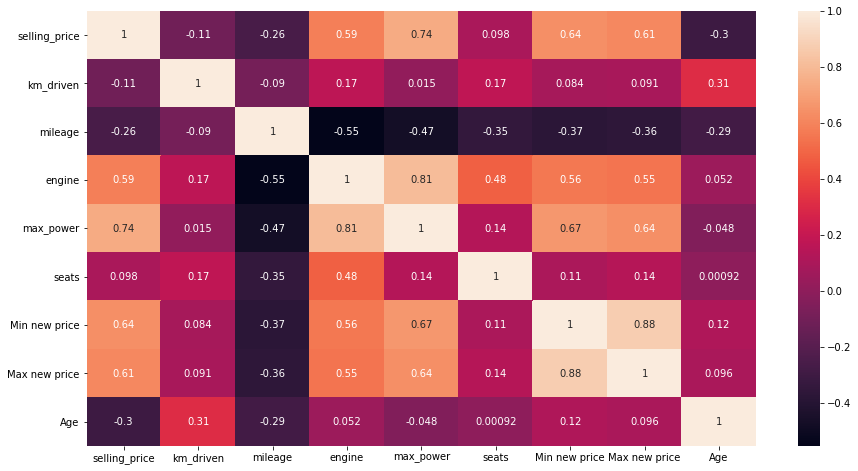 selling_price 1 -0.11 -0.26 0.59 0.74 0.098 0.64 0.61 -0.3
km_driven -0.11 1 -0.09 0.17 0.015 0.17 0.084 0.091 0.31
mileage -0.26 -0.09 1 -0.55 -0.47 -0.35 -0.37 -0.36 -0.29
engine 0.59 0.17 -0.55 1 0.81 0.48 0.56 0.55 0.052
max_power 0.74 0.015 -0.47 0.81 1 0.14 0.67 0.64 -0.048
seats 0.098 0.17 -0.35 0.48 0.14 1 0.11 0.14 0.00092
Min new price 0.64 0.084 -0.37 0.56 0.67 0.11 1 0.88 0.12
Max new price 0.61 0.091 -0.36 0.55 0.64 0.14 0.88 1 0.096
Age -0.3 0.31 -0.29 0.052 -0.048 0.00092 0.12 0.096 1
selling_price km_driven mileage engine max_power seats Min new price Max new price Age
1.0
0.8
0.6
0.4
0.2
0.0
−0.2
−0.4